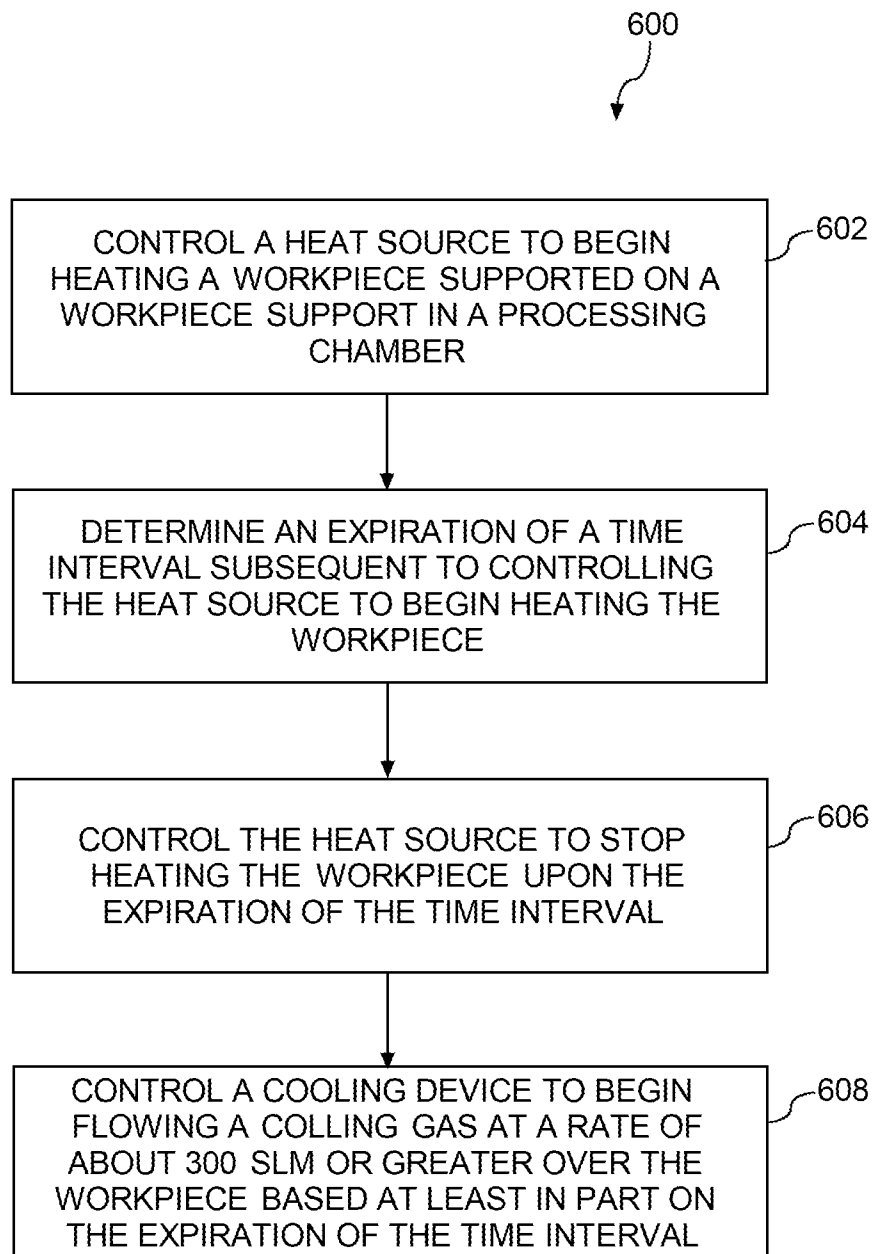 600
CONTROL A HEAT SOURCE TO BEGIN
HEATING A WORKPIECE SUPPORTED ON A
WORKPIECE SUPPORT IN A PROCESSING
CHAMBER
602
DETERMINE AN EXPIRATION OF A TIME
INTERVAL SUBSEQUENT TO CONTROLLING
THE HEAT SOURCE TO BEGIN HEATING THE
WORKPIECE
604
CONTROL THE HEAT SOURCE TO STOP
HEATING THE WORKPIECE UPON THE
EXPIRATION OF THE TIME INTERVAL
606
CONTROL A COOLING DEVICE TO BEGIN
FLOWING A COLLING GAS AT A RATE OF
ABOUT 300 SLM OR GREATER OVER THE
WORKPIECE BASED AT LEAST IN PART ON
THE EXPIRATION OF THE TIME INTERVAL
608